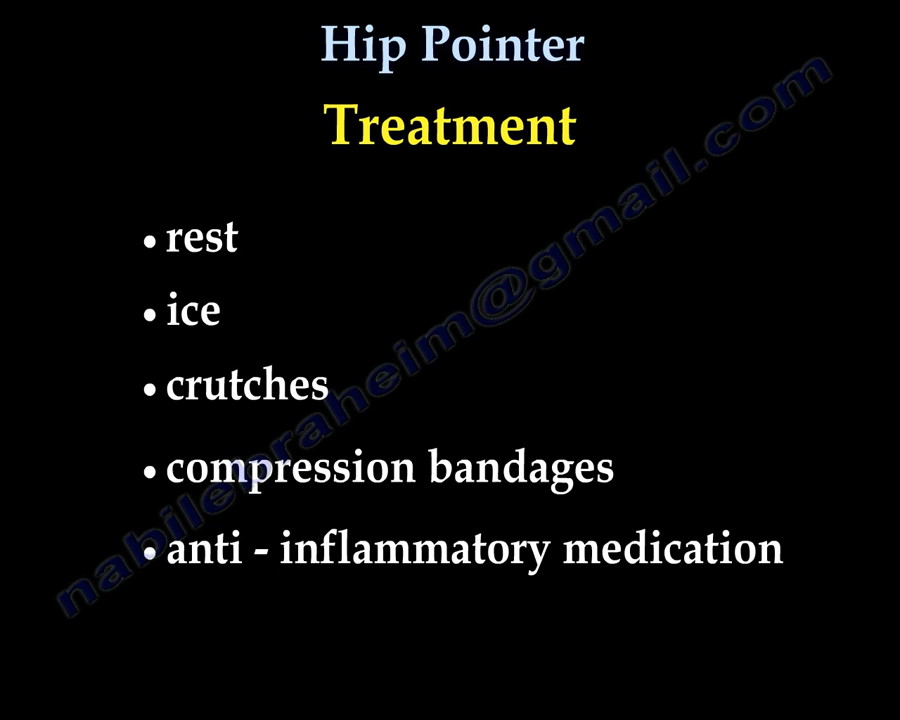 Hip Pointer
Treatment
• rest
• ice
• crutches
• compression bandages
• anti - inflammatory medication
nabilebraheim@gmail.com